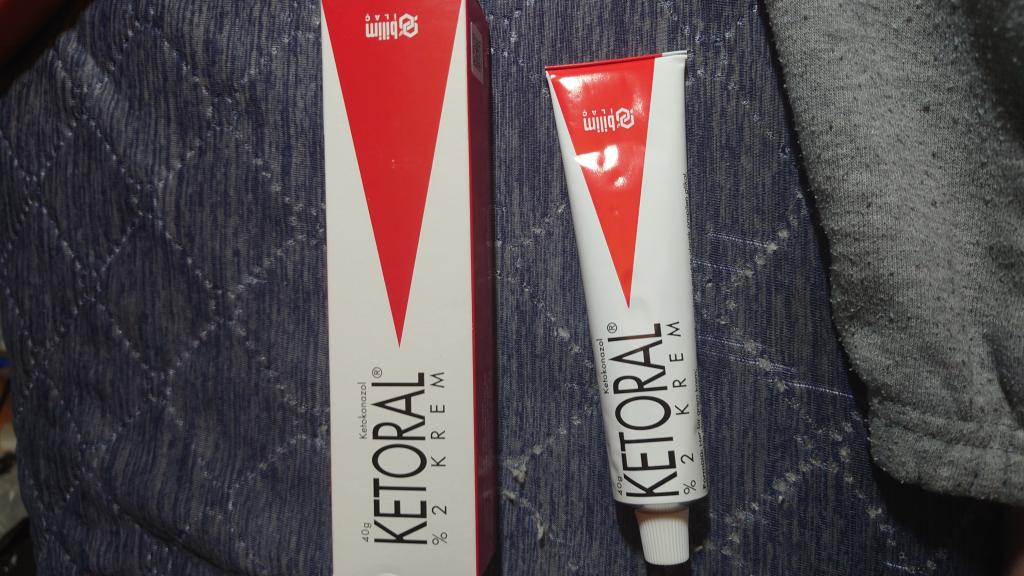 bilim
İLAÇ
Ketokonazol
40g
KETORAL®
% 2 KREM
bilim
İLAÇ
Ketokonazol
40g
KETORAL®
% 2 KREM